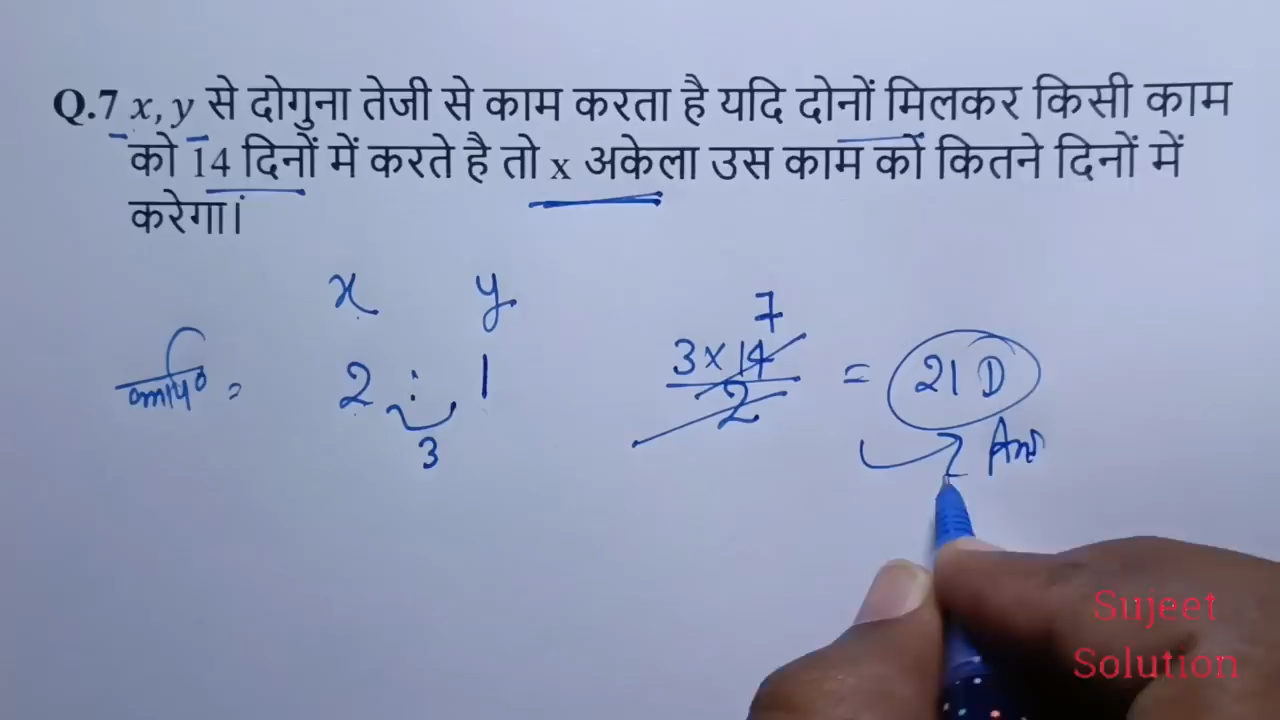 Q.7 x, y से दोगुना तेजी से काम करता है यदि दोनों मिलकर किसी काम
को 14 दिनों में करते है तो x अकेला उस काम को कितने दिनों में
करेगा।
x y
7
3 x 14
2 : 1
= 21 D
2
3
Ans
Sujeet
Solution